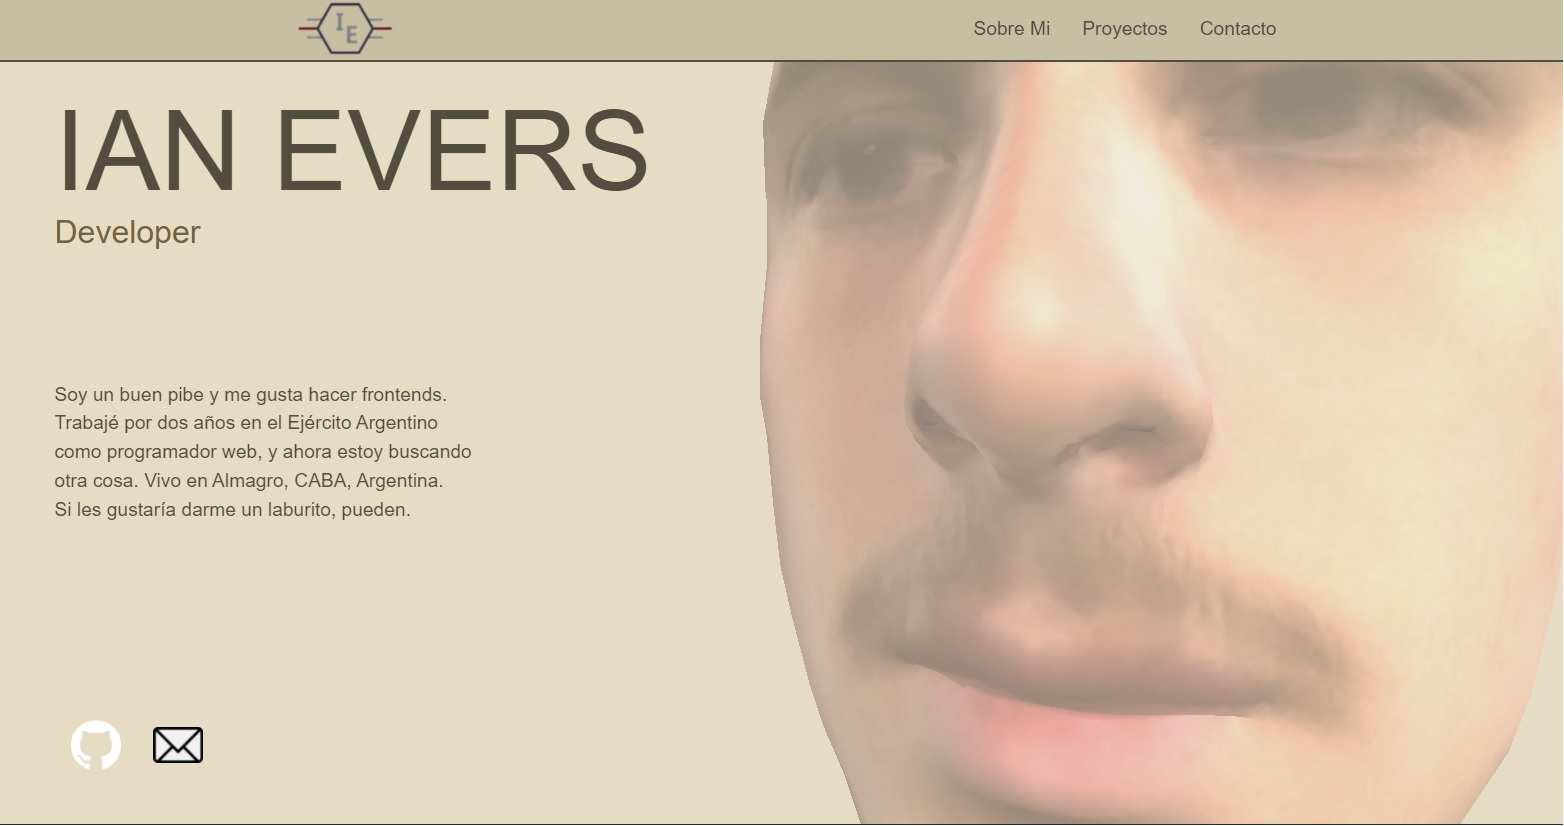 IE
Sobre Mi Proyectos Contacto
IAN EVERS
Developer
Soy un buen pibe y me gusta hacer frontends.
Trabajé por dos años en el Ejército Argentino
como programador web, y ahora estoy buscando
otra cosa. Vivo en Almagro, CABA, Argentina.
Si les gustaría darme un laburito, pueden.